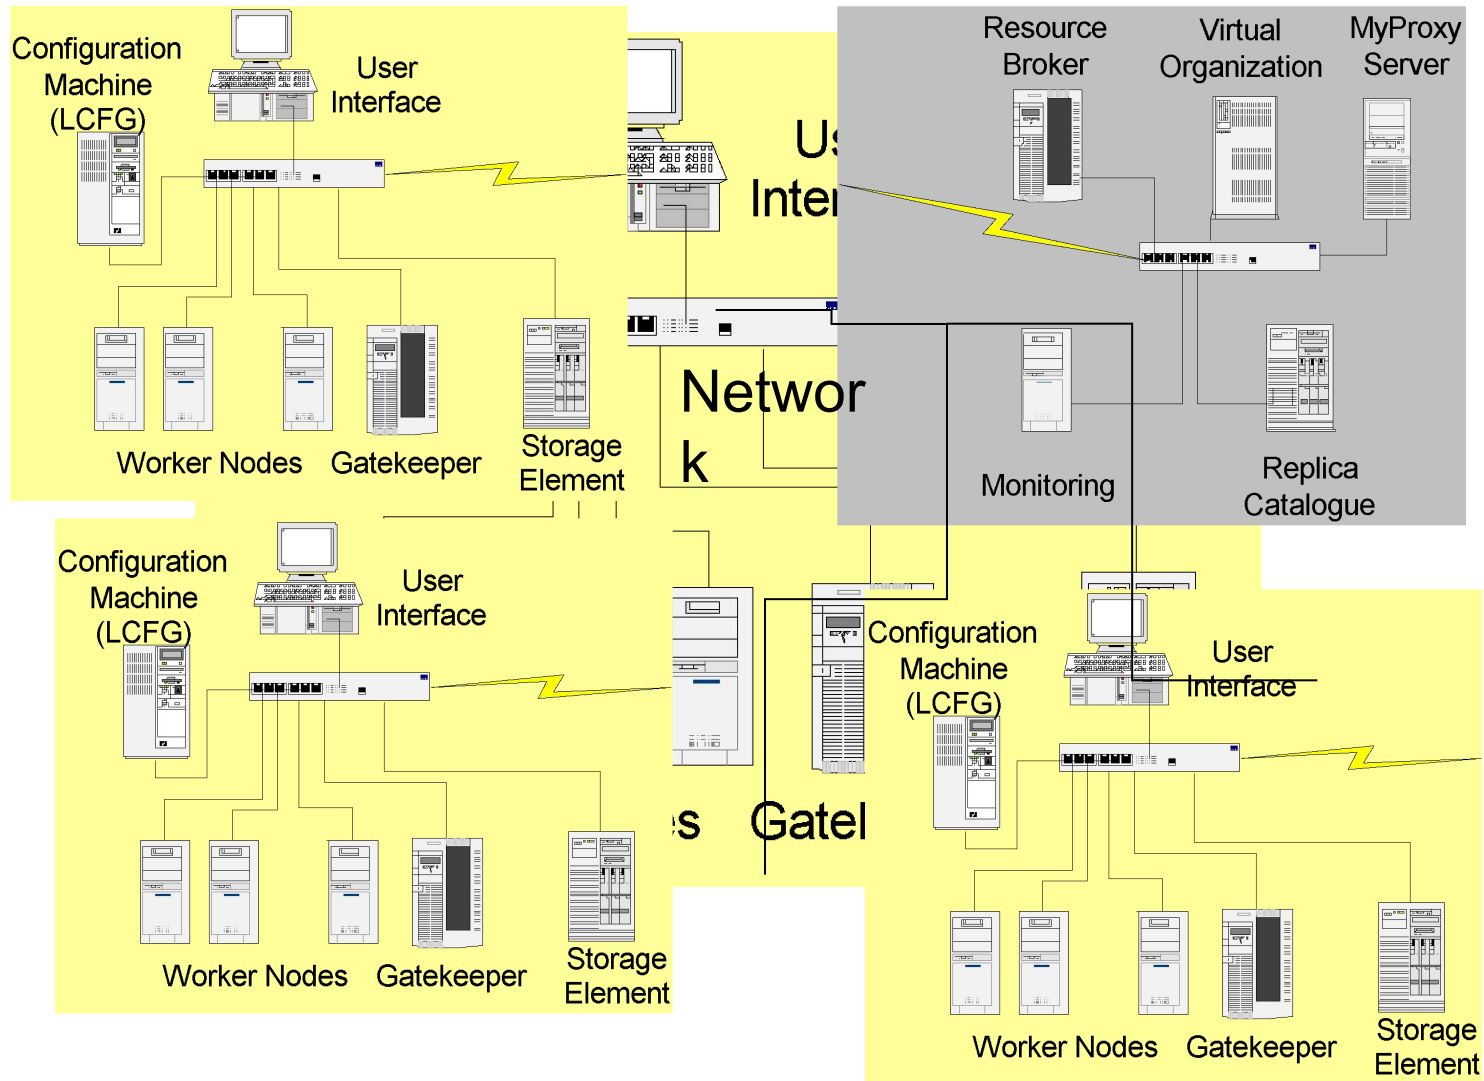 Configuration
Machine
(LCFG)
User
Interface
Worker Nodes
Gatekeeper
Storage
Element
Us
Inter
Networ
k
Resource
Broker
Virtual
Organization
MyProxy
Server
Monitoring
Replica
Catalogue
Configuration
Machine
(LCFG)
User
Interface
Worker Nodes
Gatekeeper
Storage
Element
es
Gatel
Configuration
Machine
(LCFG)
User
Interface
Worker Nodes
Gatekeeper
Storage
Element